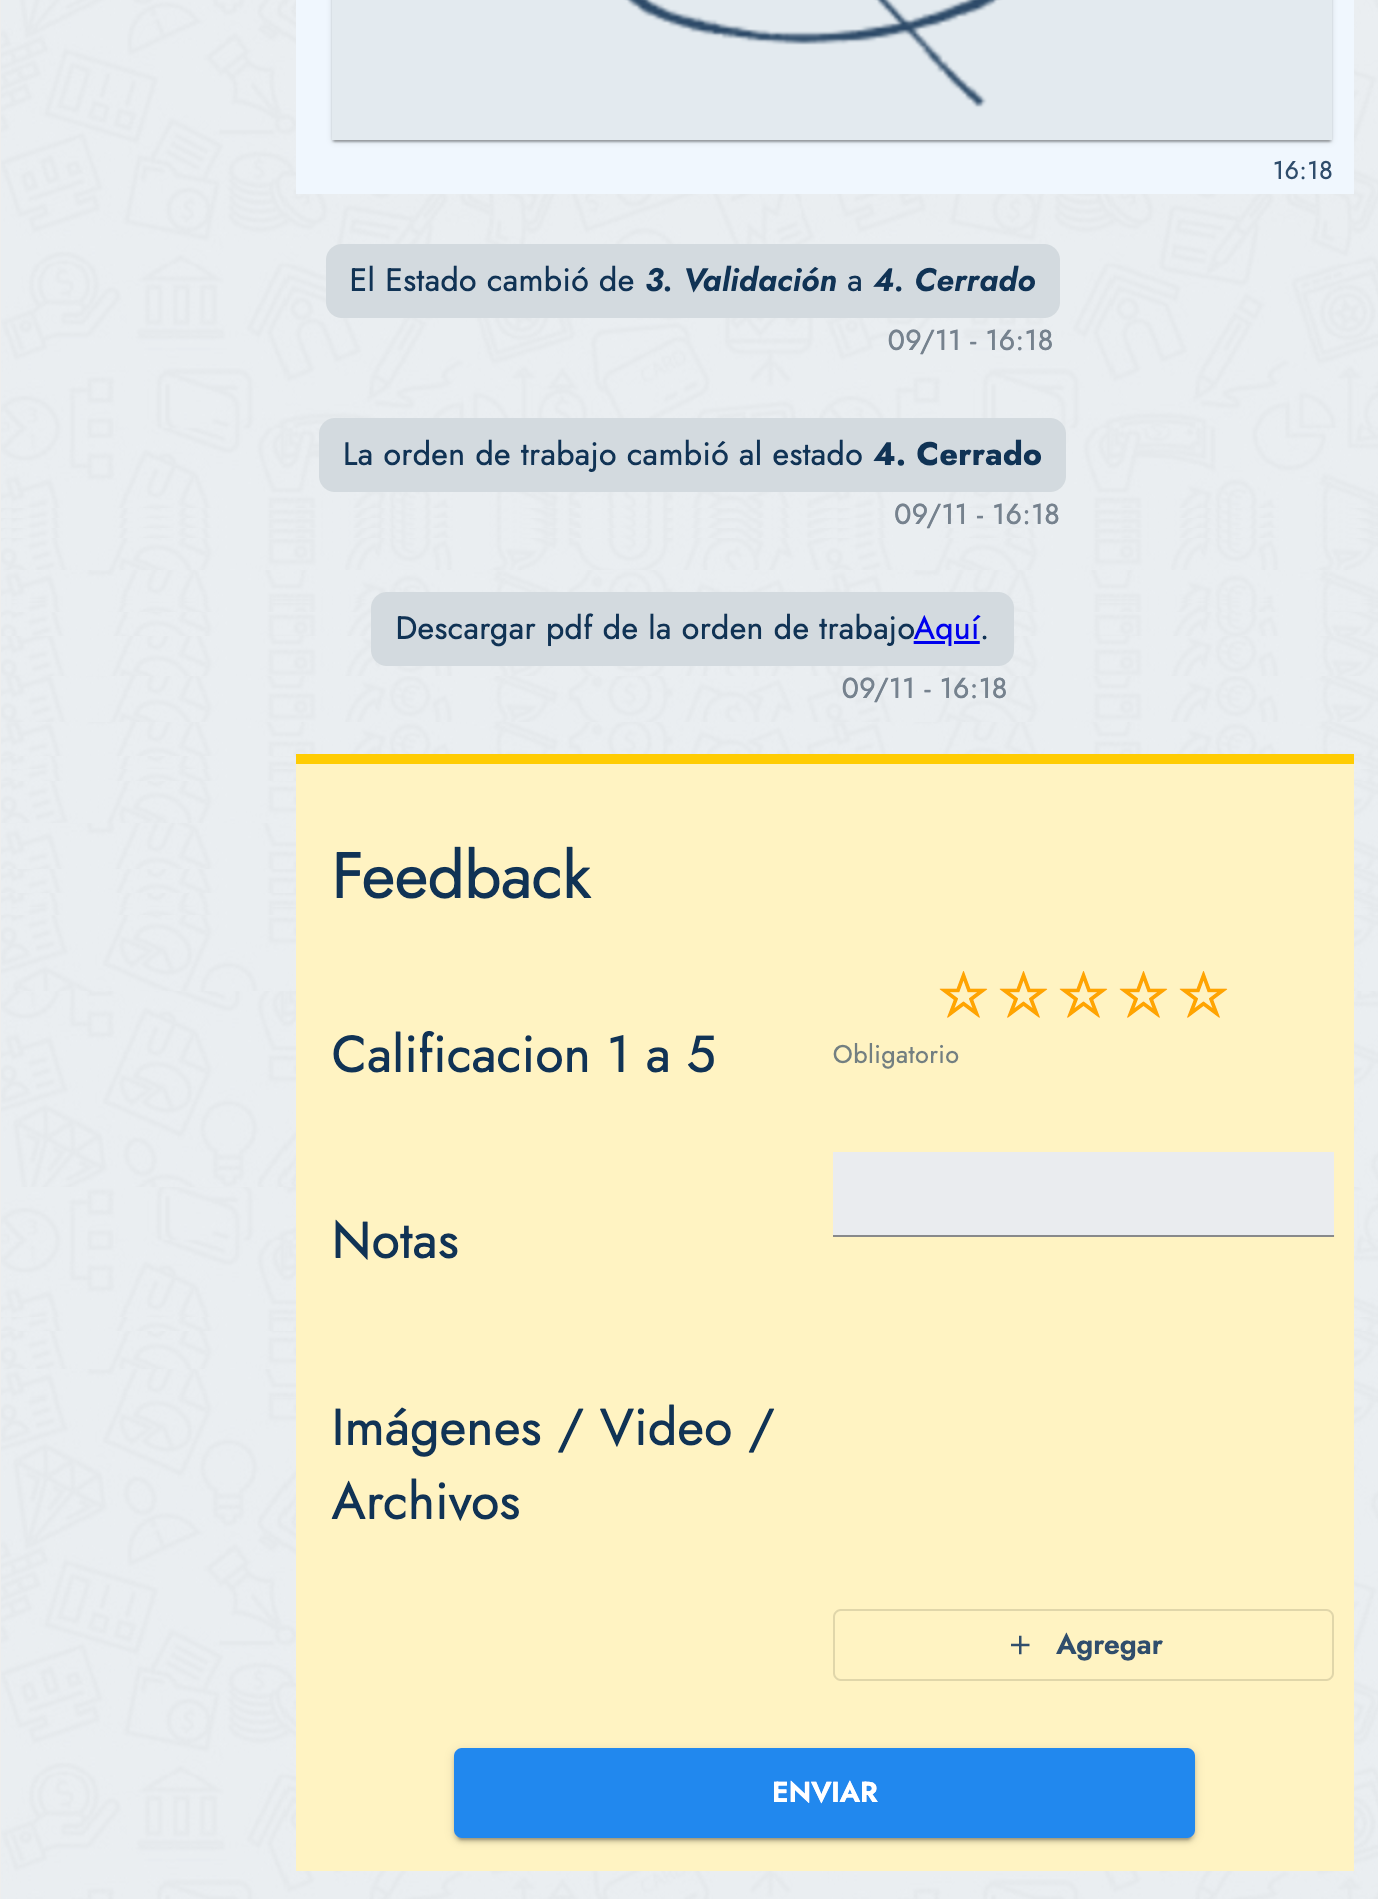 16:18
El Estado cambió de 3. Validación a 4. Cerrado
09/11 - 16:18
La orden de trabajo cambió al estado 4. Cerrado
09/11 - 16:18
Descargar pdf de la orden de trabajoAquí.
09/11 - 16:18
Feedback
Calificacion 1 a 5
Obligatorio
Notas
Imágenes / Video /
Archivos
+ Agregar
ENVIAR